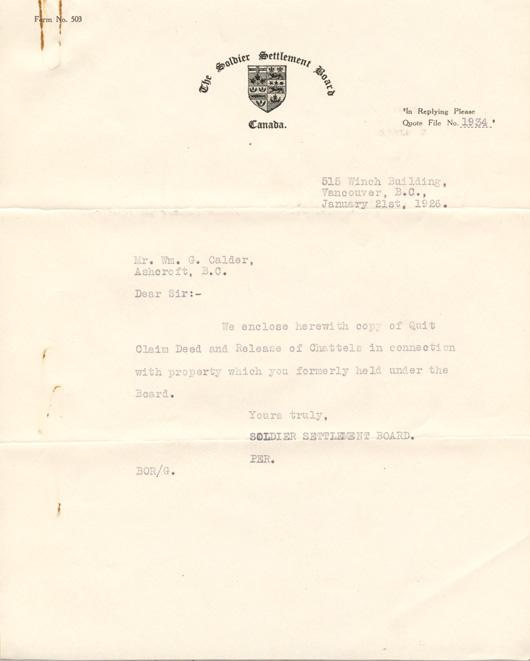 Form No. 503
The Soldier Settlement Board
Canada.
"In Replying Please
Quote File No. 1934 "
515 Winch Building,
Vancouver, B.C.,
January 21st, 1926.
Mr. Wm. G. Calder,
Ashcroft, B.C.
Dear Sir:-
We enclose herewith copy of Quit
Claim Deed and Release of Chattels in connection
with property which you formerly held under the
Board.
Yours truly,
SOLDIER SETTLEMENT BOARD.
PER.
BOR/G.